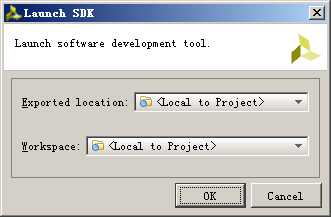 Launch SDK
Launch software development tool.
Exported location: <Local to Project>
Workspace: <Local to Project>
OK Cancel